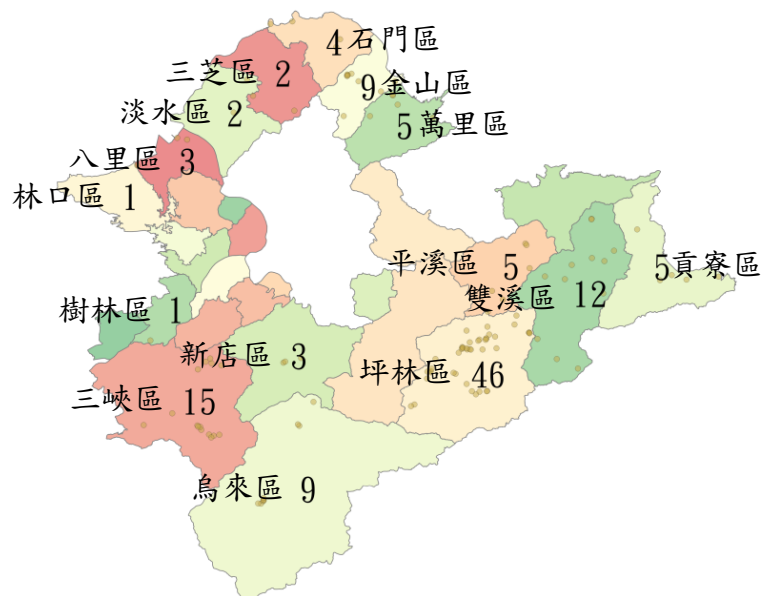 4石門區
三芝區 2
9金山區
淡水區 2
5萬里區
八里區 3
林口區 1
平溪區 5
5貢寮區
雙溪區 12
樹林區 1
新店區 3
坪林區 46
三峽區 15
烏來區 9